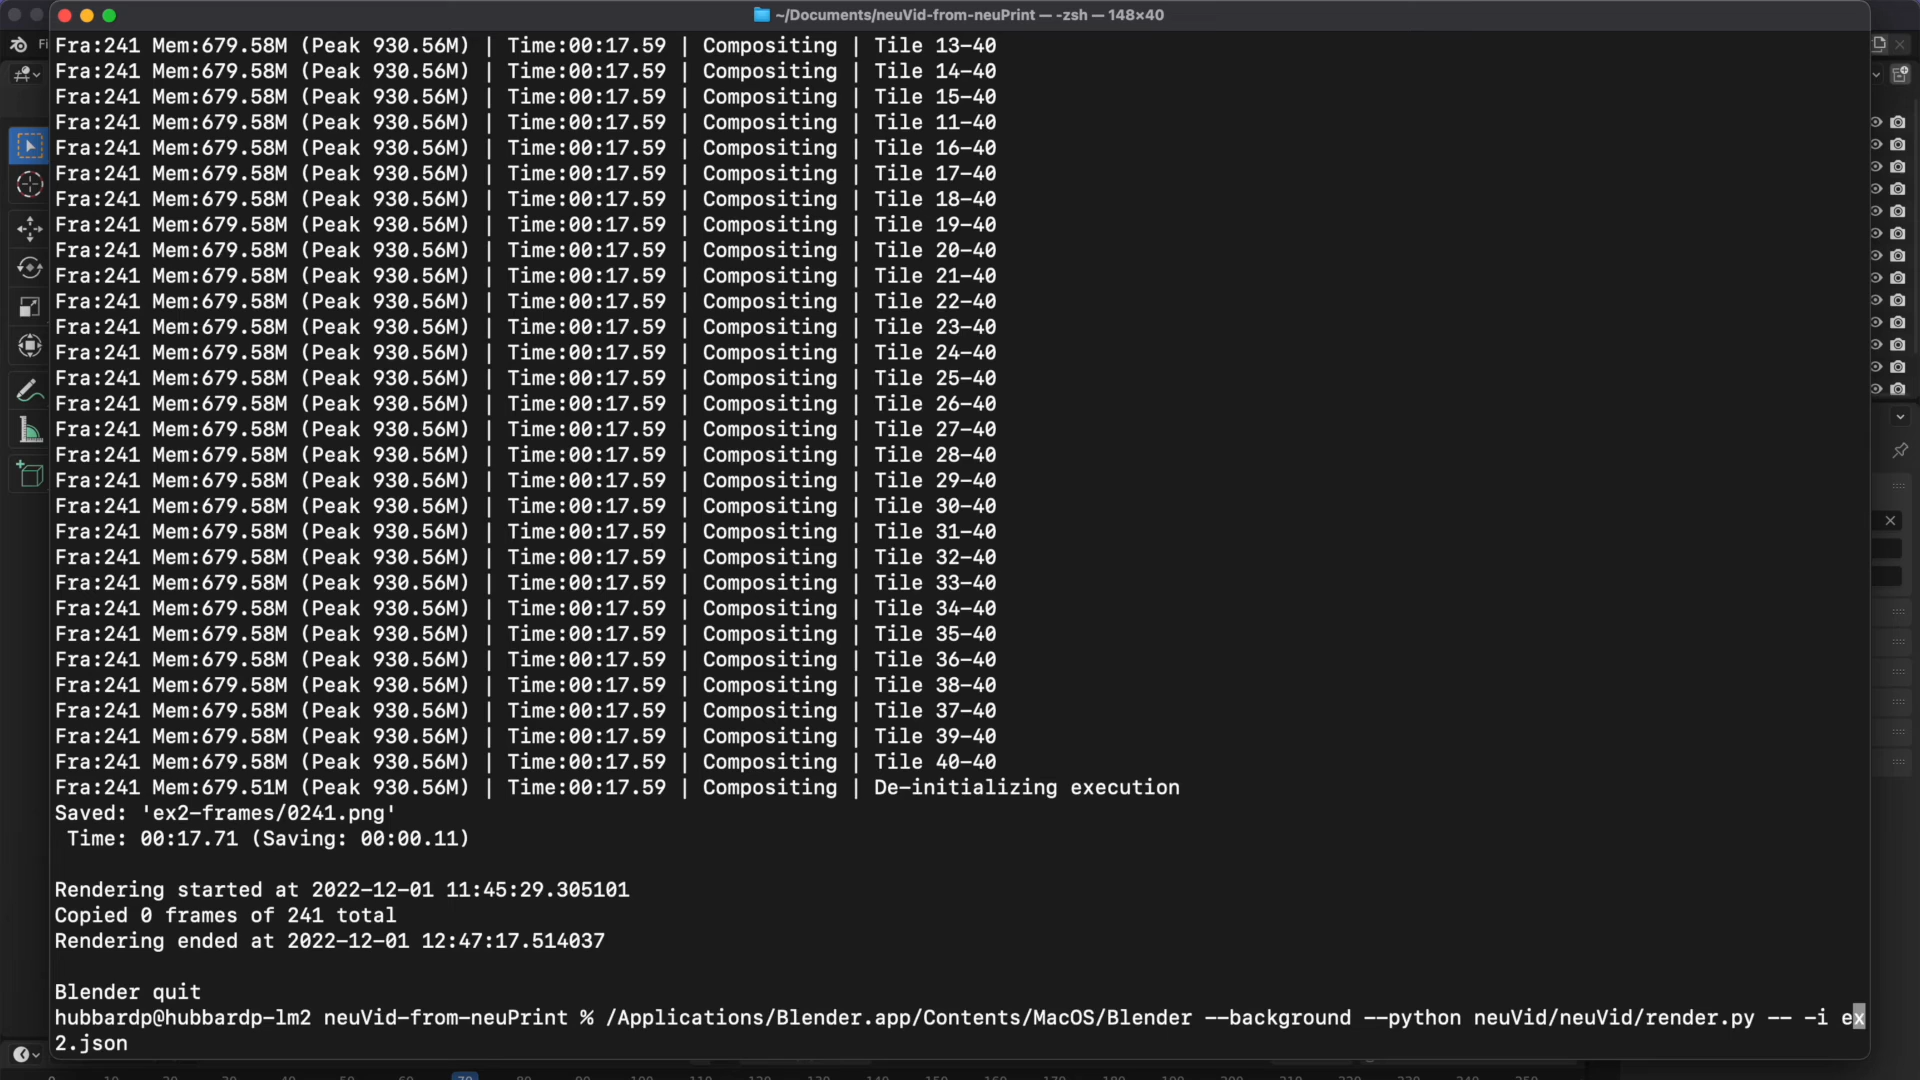 ~/Documents/neuVid-from-neuPrint — -zsh — 148×40
Fi
Fra:241 Mem:679.58M (Peak 930.56M) | Time:00:17.59 | Compositing | Tile 13-40
Fra:241 Mem:679.58M (Peak 930.56M) | Time:00:17.59 | Compositing | Tile 14-40
Fra:241 Mem:679.58M (Peak 930.56M) | Time:00:17.59 | Compositing | Tile 15-40
Fra:241 Mem:679.58M (Peak 930.56M) | Time:00:17.59 | Compositing | Tile 11-40
Fra:241 Mem:679.58M (Peak 930.56M) | Time:00:17.59 | Compositing | Tile 16-40
Fra:241 Mem:679.58M (Peak 930.56M) | Time:00:17.59 | Compositing | Tile 17-40
Fra:241 Mem:679.58M (Peak 930.56M) | Time:00:17.59 | Compositing | Tile 18-40
Fra:241 Mem:679.58M (Peak 930.56M) | Time:00:17.59 | Compositing | Tile 19-40
Fra:241 Mem:679.58M (Peak 930.56M) | Time:00:17.59 | Compositing | Tile 20-40
Fra:241 Mem:679.58M (Peak 930.56M) | Time:00:17.59 | Compositing | Tile 21-40
Fra:241 Mem:679.58M (Peak 930.56M) | Time:00:17.59 | Compositing | Tile 22-40
Fra:241 Mem:679.58M (Peak 930.56M) | Time:00:17.59 | Compositing | Tile 23-40
Fra:241 Mem:679.58M (Peak 930.56M) | Time:00:17.59 | Compositing | Tile 24-40
Fra:241 Mem:679.58M (Peak 930.56M) | Time:00:17.59 | Compositing | Tile 25-40
Fra:241 Mem:679.58M (Peak 930.56M) | Time:00:17.59 | Compositing | Tile 26-40
Fra:241 Mem:679.58M (Peak 930.56M) | Time:00:17.59 | Compositing | Tile 27-40
Fra:241 Mem:679.58M (Peak 930.56M) | Time:00:17.59 | Compositing | Tile 28-40
Fra:241 Mem:679.58M (Peak 930.56M) | Time:00:17.59 | Compositing | Tile 29-40
Fra:241 Mem:679.58M (Peak 930.56M) | Time:00:17.59 | Compositing | Tile 30-40
Fra:241 Mem:679.58M (Peak 930.56M) | Time:00:17.59 | Compositing | Tile 31-40
Fra:241 Mem:679.58M (Peak 930.56M) | Time:00:17.59 | Compositing | Tile 32-40
Fra:241 Mem:679.58M (Peak 930.56M) | Time:00:17.59 | Compositing | Tile 33-40
Fra:241 Mem:679.58M (Peak 930.56M) | Time:00:17.59 | Compositing | Tile 34-40
Fra:241 Mem:679.58M (Peak 930.56M) | Time:00:17.59 | Compositing | Tile 35-40
Fra:241 Mem:679.58M (Peak 930.56M) | Time:00:17.59 | Compositing | Tile 36-40
Fra:241 Mem:679.58M (Peak 930.56M) | Time:00:17.59 | Compositing | Tile 38-40
Fra:241 Mem:679.58M (Peak 930.56M) | Time:00:17.59 | Compositing | Tile 37-40
Fra:241 Mem:679.58M (Peak 930.56M) | Time:00:17.59 | Compositing | Tile 39-40
Fra:241 Mem:679.58M (Peak 930.56M) | Time:00:17.59 | Compositing | Tile 40-40
Fra:241 Mem:679.51M (Peak 930.56M) | Time:00:17.59 | Compositing | De-initializing execution
Saved: 'ex2-frames/0241.png'
Time: 00:17.71 (Saving: 00:00.11)
Rendering started at 2022-12-01 11:45:29.305101
Copied 0 frames of 241 total
Rendering ended at 2022-12-01 12:47:17.514037
Blender quit
hubbardp@hubbardp-lm2 neuVid-from-neuPrint % /Applications/Blender.app/Contents/MacOS/Blender --background --python neuVid/neuVid/render.py -- -i ex
2.json